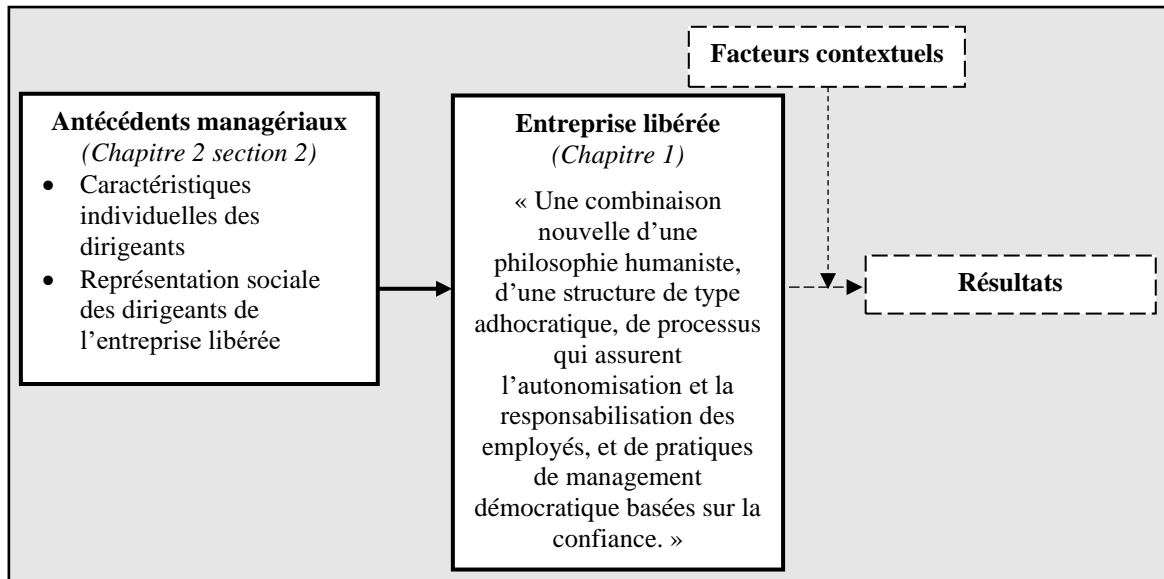 Facteurs contextuels
Antécédents managériaux
(Chapitre 2 section 2)
• Caractéristiques
individuelles des
dirigeants
• Représentation sociale
des dirigeants de
l’entreprise libérée
Entreprise libérée
(Chapitre 1)
« Une combinaison
nouvelle d’une
philosophie humaniste,
d’une structure de type
adhocratique, de processus
qui assurent
l’autonomisation et la
responsabilisation des
employés, et de pratiques
de management
démocratique basées sur la
confiance. »
Résultats